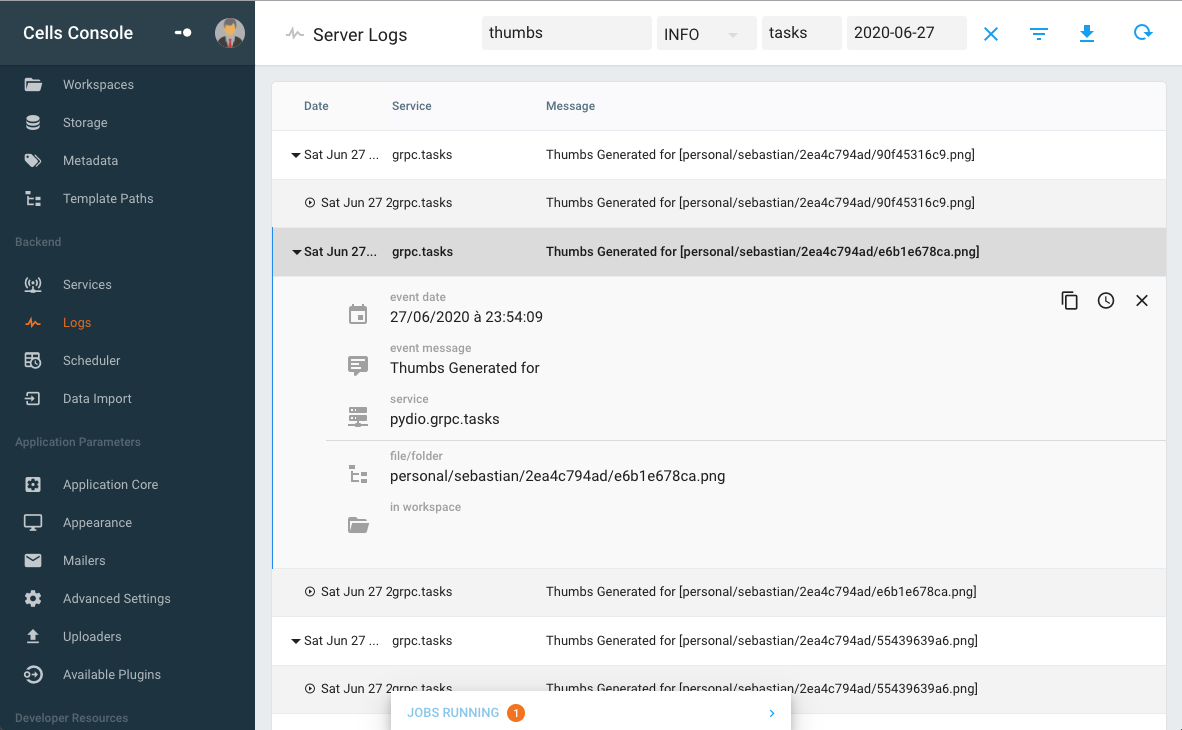 Cells Console
Workspaces
Storage
Metadata
Template Paths
Backend
Services
Logs
Scheduler
Data Import
Application Parameters
Application Core
Appearance
Mailers
Advanced Settings
Uploaders
Available Plugins
Developer Resources
Server Logs thumbs INFO tasks 2020-06-27
Date Service Message
Sat Jun 27 ... grpc.tasks Thumbs Generated for [personal/sebastian/2ea4c794ad/90f45316c9.png]
Sat Jun 27 2grpc.tasks Thumbs Generated for [personal/sebastian/2ea4c794ad/90f45316c9.png]
Sat Jun 27... grpc.tasks Thumbs Generated for [personal/sebastian/2ea4c794ad/e6b1e678ca.png]
event date
27/06/2020 à 23:54:09
event message
Thumbs Generated for
service
pydio.grpc.tasks
file/folder
personal/sebastian/2ea4c794ad/e6b1e678ca.png
in workspace
Sat Jun 27 2grpc.tasks Thumbs Generated for [personal/sebastian/2ea4c794ad/e6b1e678ca.png]
Sat Jun 27 ... grpc.tasks Thumbs Generated for [personal/sebastian/2ea4c794ad/55439639a6.png]
Sat Jun 27 2grpc.tasks Thumbs Generated for [personal/sebastian/2ea4c794ad/55439639a6.png]
JOBS RUNNING 1